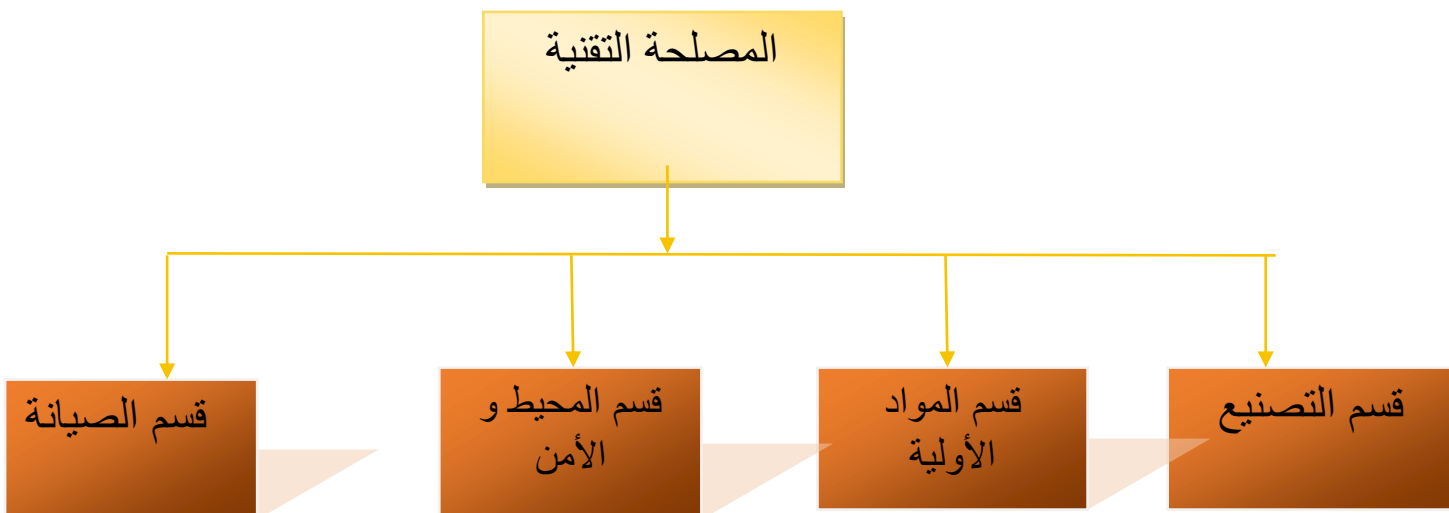 المصلحة التقنية
قسم التصنيع
قسم المواد
الأولية
قسم المحيط و
الأمن
قسم الصيانة